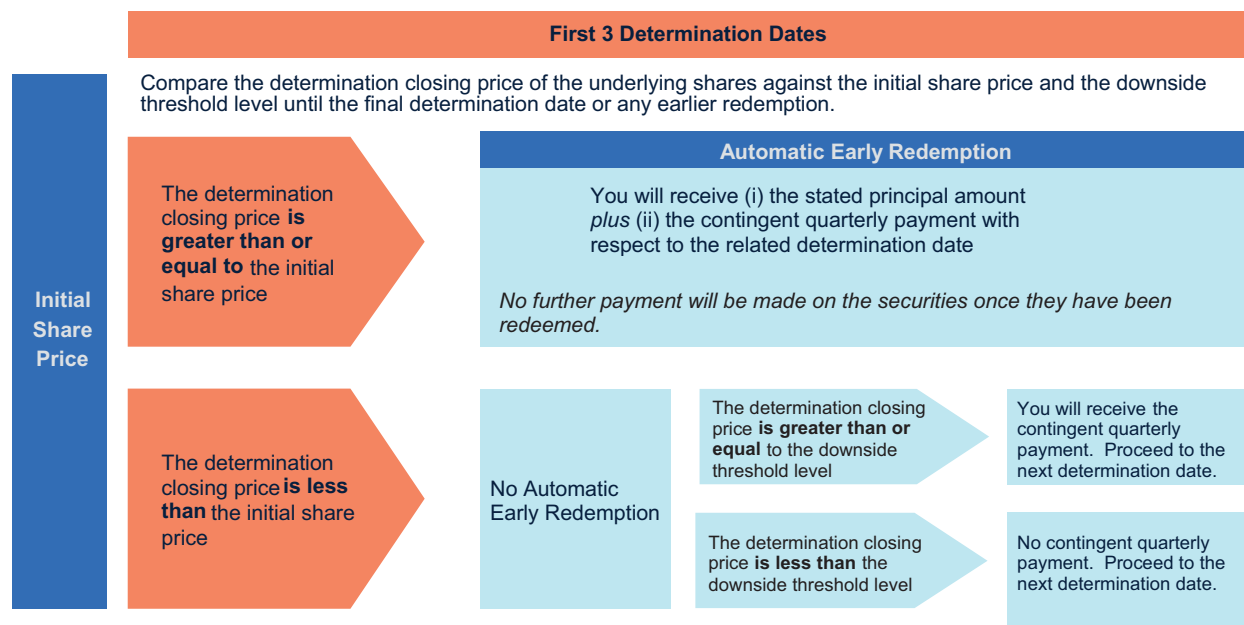 First 3 Determination Dates
Compare the determination closing price of the underlying shares against the initial share price and the downside
threshold level until the final determination date or any earlier redemption.
Initial
Share
Price
The determination
closing price is
greater than or
equal to the initial
share price
Automatic Early Redemption
You will receive (i) the stated principal amount
plus (ii) the contingent quarterly payment with
respect to the related determination date
No further payment will be made on the securities once they have been
redeemed.
The determination
closing price is less
than the initial share
price
No Automatic
Early Redemption
The determination closing
price is greater than or
equal to the downside
threshold level
You will receive the
contingent quarterly
payment. Proceed to the
next determination date.
The determination closing
price is less than the
downside threshold level
No contingent quarterly
payment. Proceed to the
next determination date.